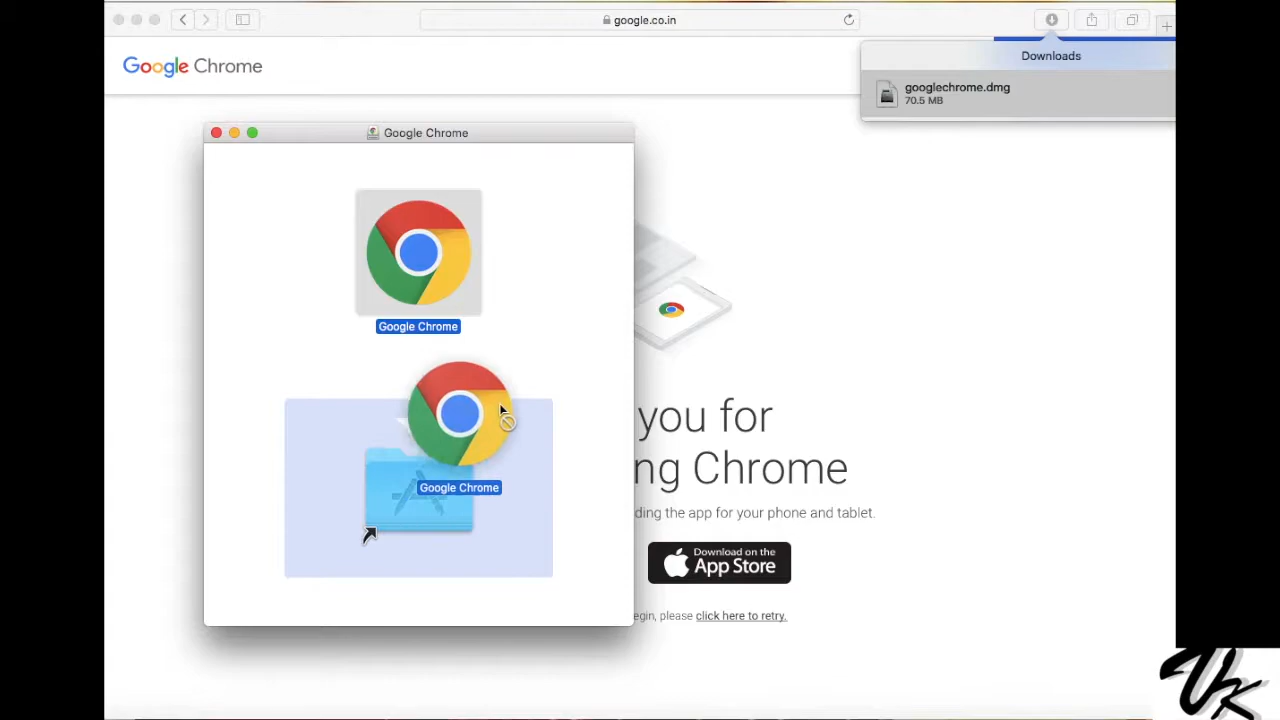 google.co.in
Google Chrome
Downloads
googlechrome.dmg
70.5 MB
Google Chrome
Google Chrome
Google Chrome
you for
ng Chrome
ding the app for your phone and tablet.
Download on the
App Store
egin, please click here to retry.
VK